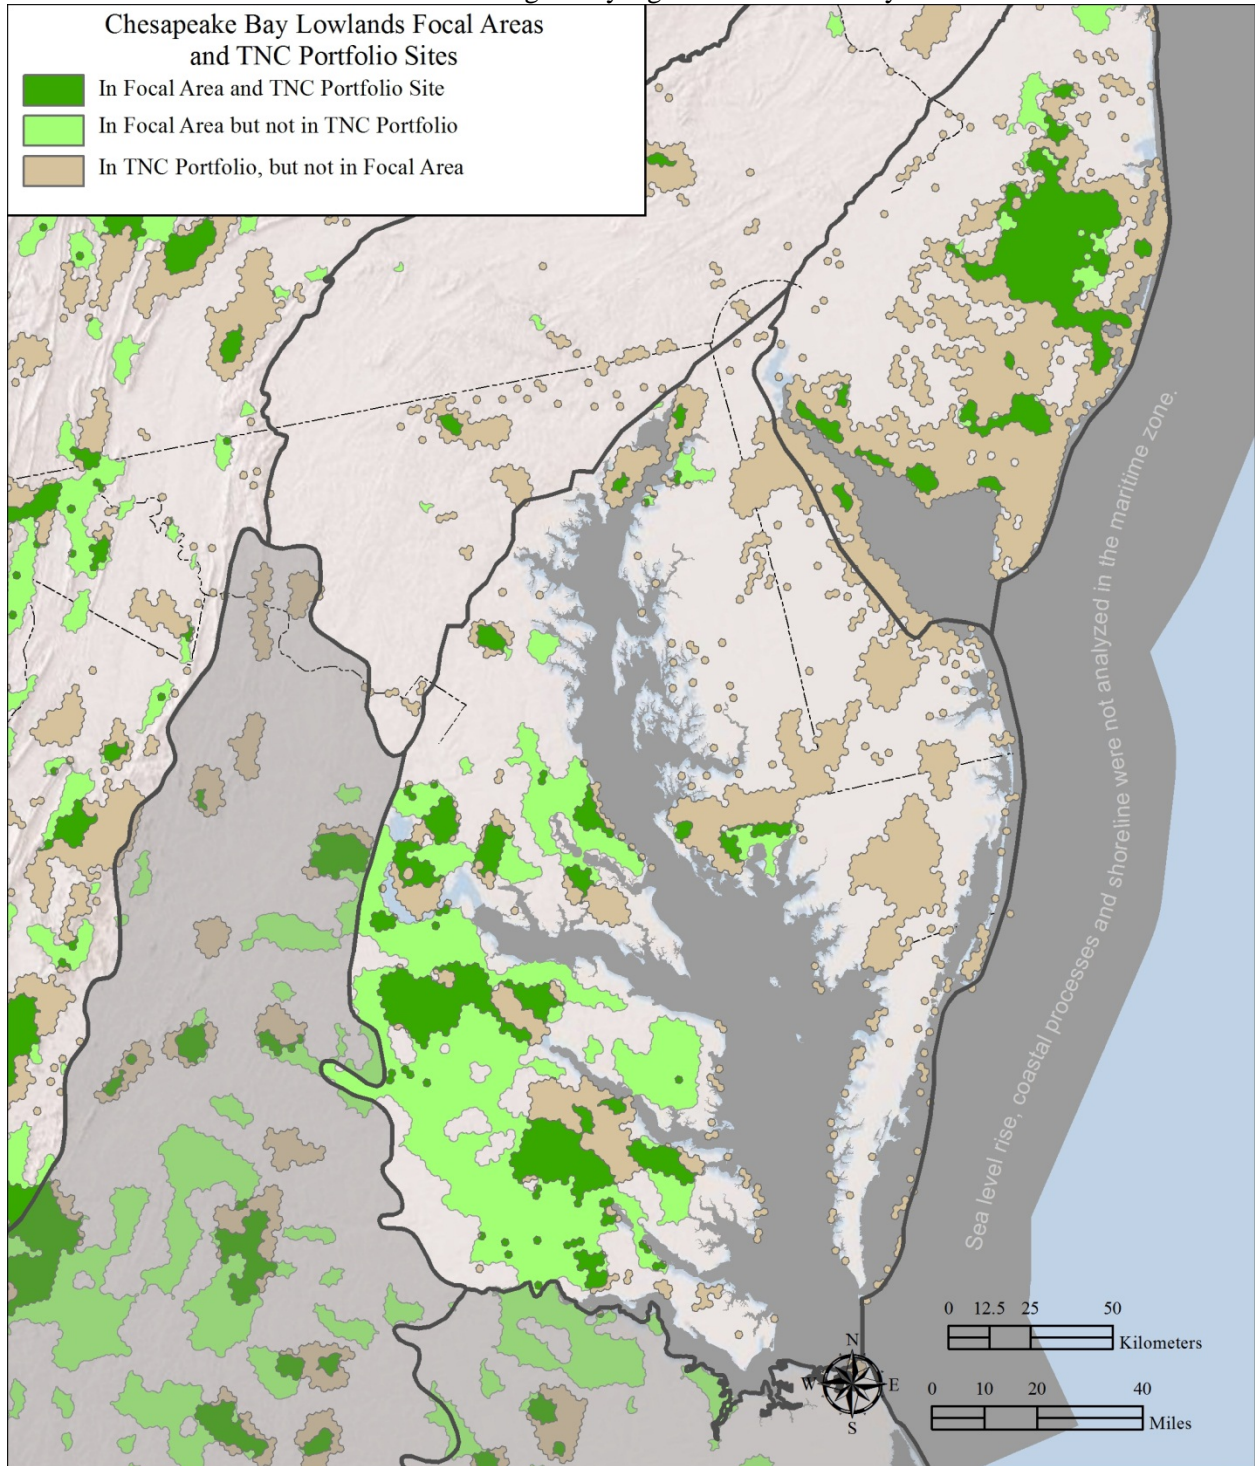 Chesapeake Bay Lowlands Focal Areas
and TNC Portfolio Sites
In Focal Area and TNC Portfolio Site
In Focal Area but not in TNC Portfolio
In TNC Portfolio, but not in Focal Area
Sea level rise, coastal processes and shoreline were not analyzed in the maritime zone.
0 12.5 25 50
Kilometers
N
W E
S
0 10 20 40
Miles